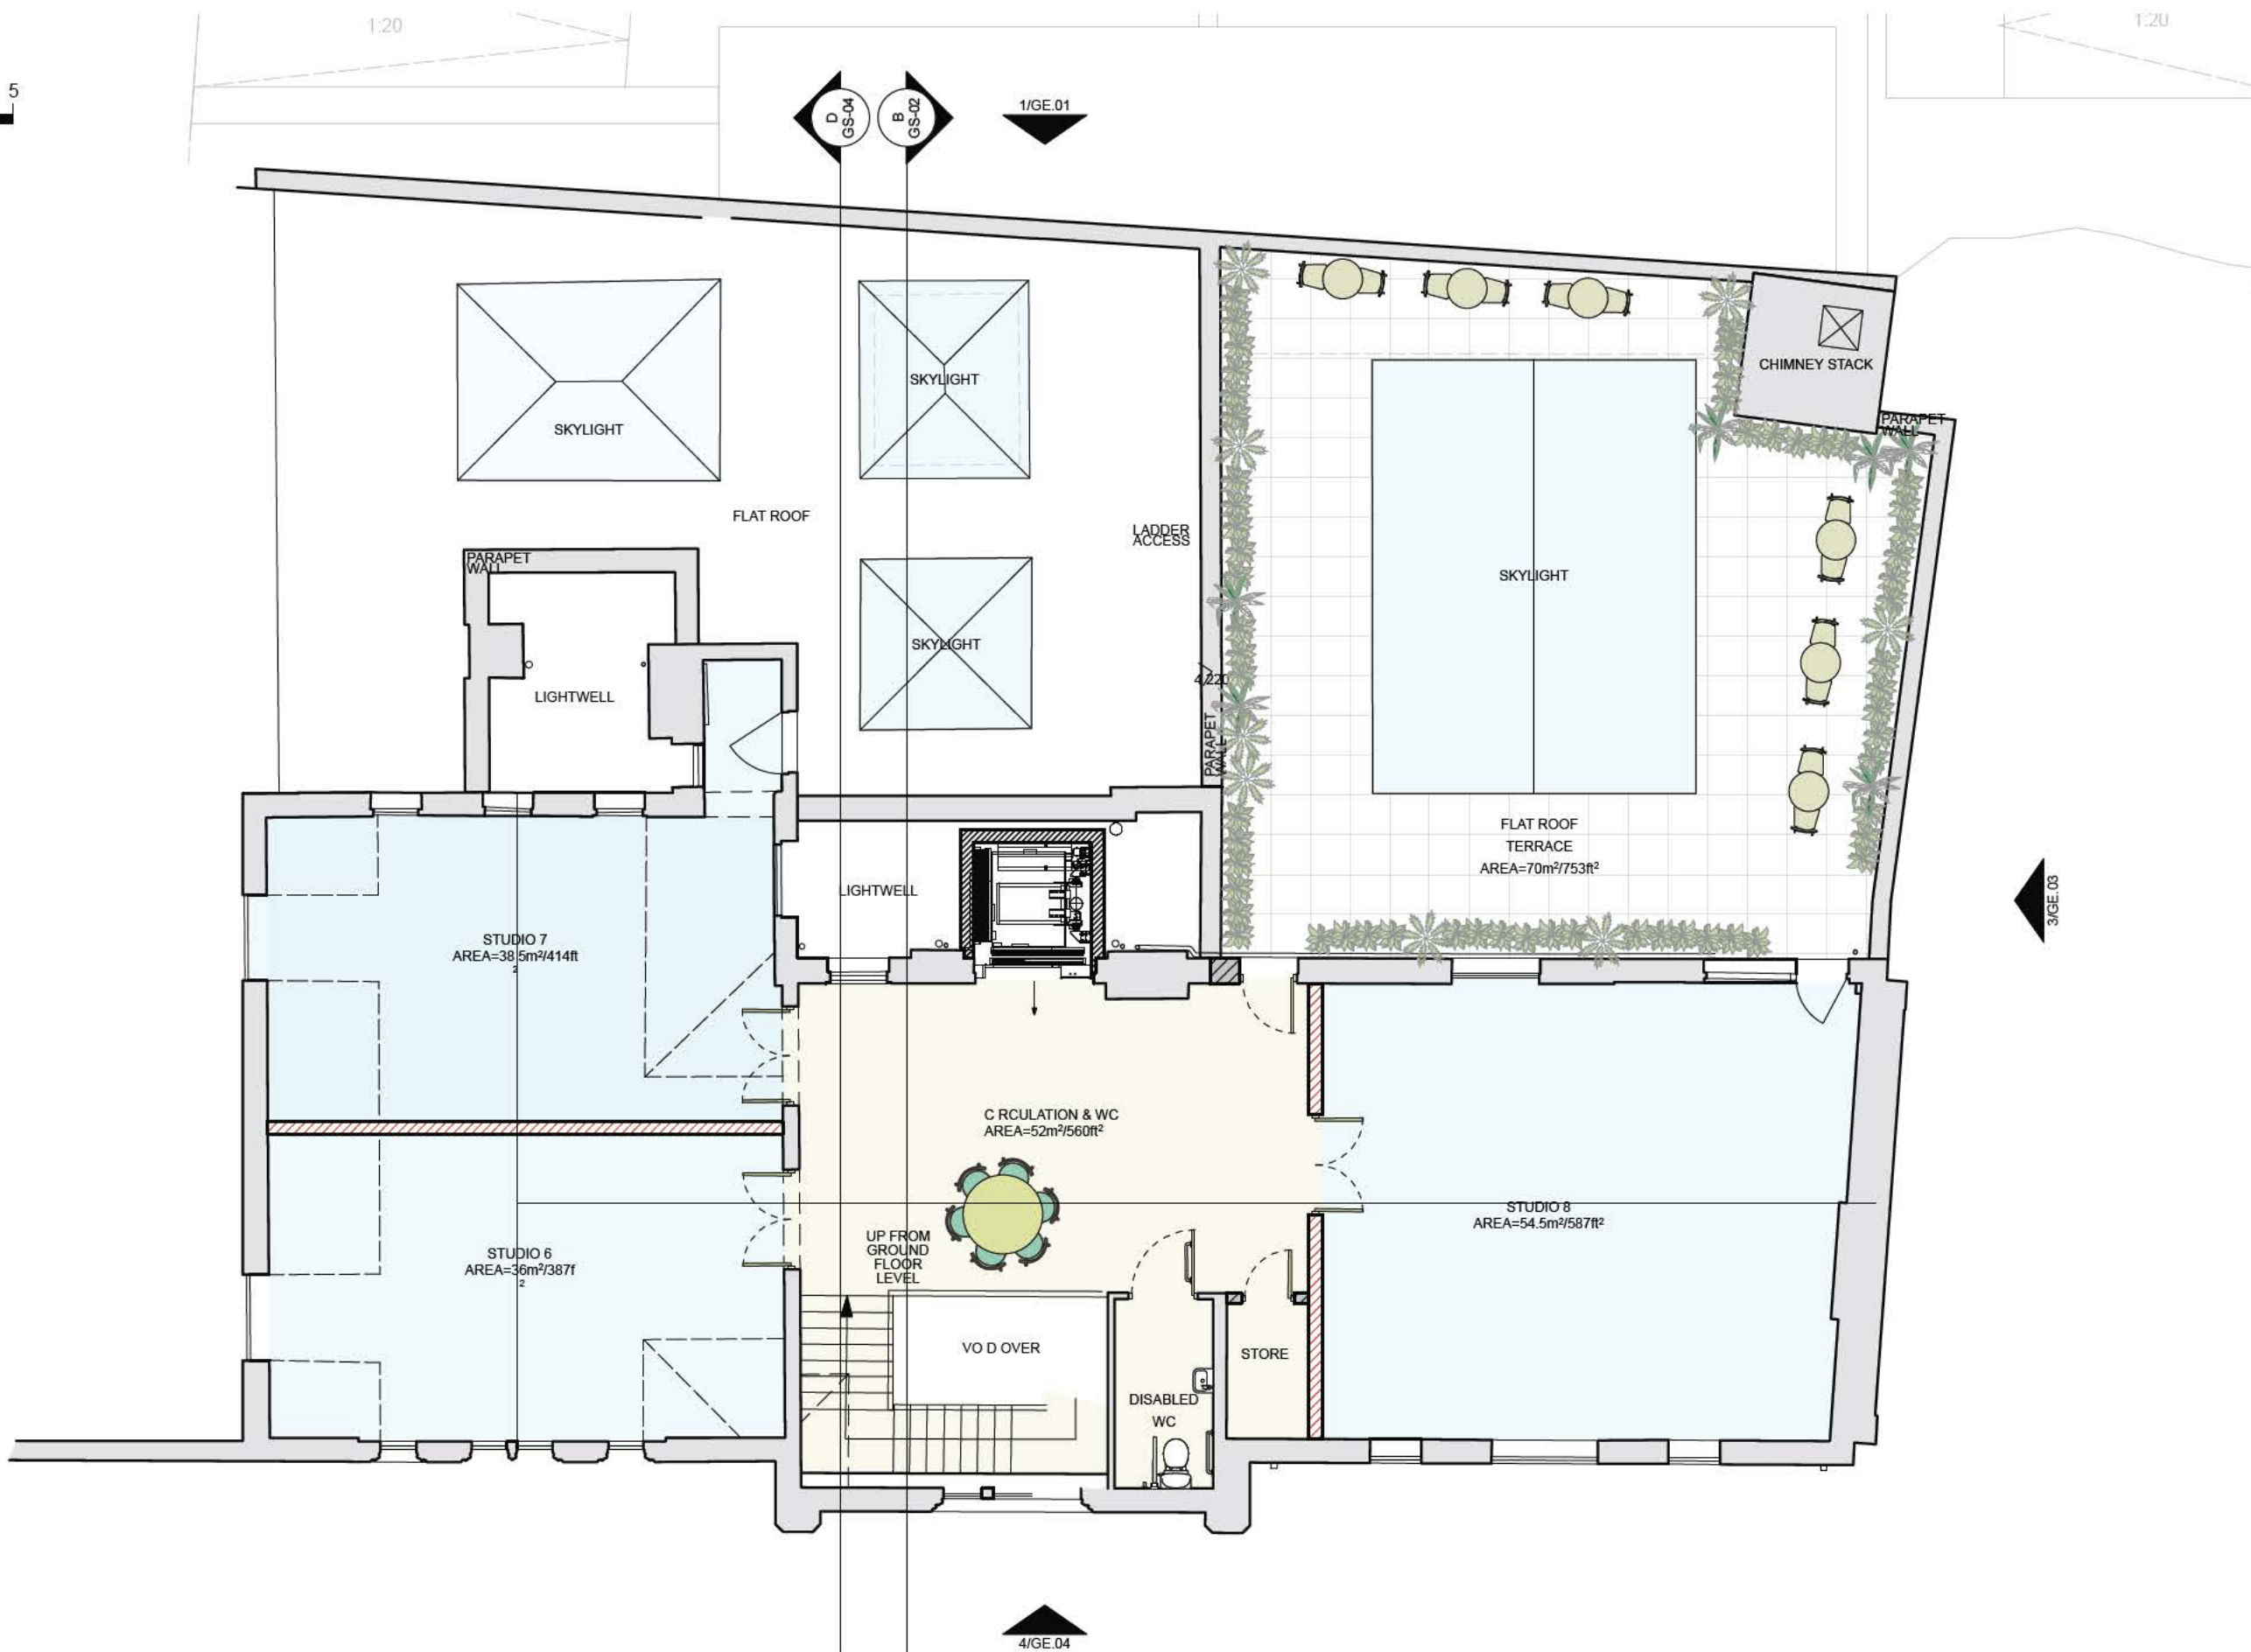 1:20
1:20
5
D
GS-04
B
GS-02
1/GE.01
CHIMNEY STACK
SKYLIGHT
SKYLIGHT
PARAPET
WALL
FLAT ROOF
LADDER
ACCESS
PARAPET
WALL
SKYLIGHT
SKYLIGHT
LIGHTWELL
4/220
PARAPET
WALL
FLAT ROOF
TERRACE
AREA=70m²/753ft²
LIGHTWELL
3/GE.03
STUDIO 7
AREA=38.5m²/414ft
2
C RCULATION & WC
AREA=52m²/560ft²
STUDIO 8
AREA=54.5m²/587ft²
UP FROM
GROUND
FLOOR
LEVEL
STUDIO 6
AREA=36m²/387f
2
VO D OVER
STORE
DISABLED
WC
4/GE.04